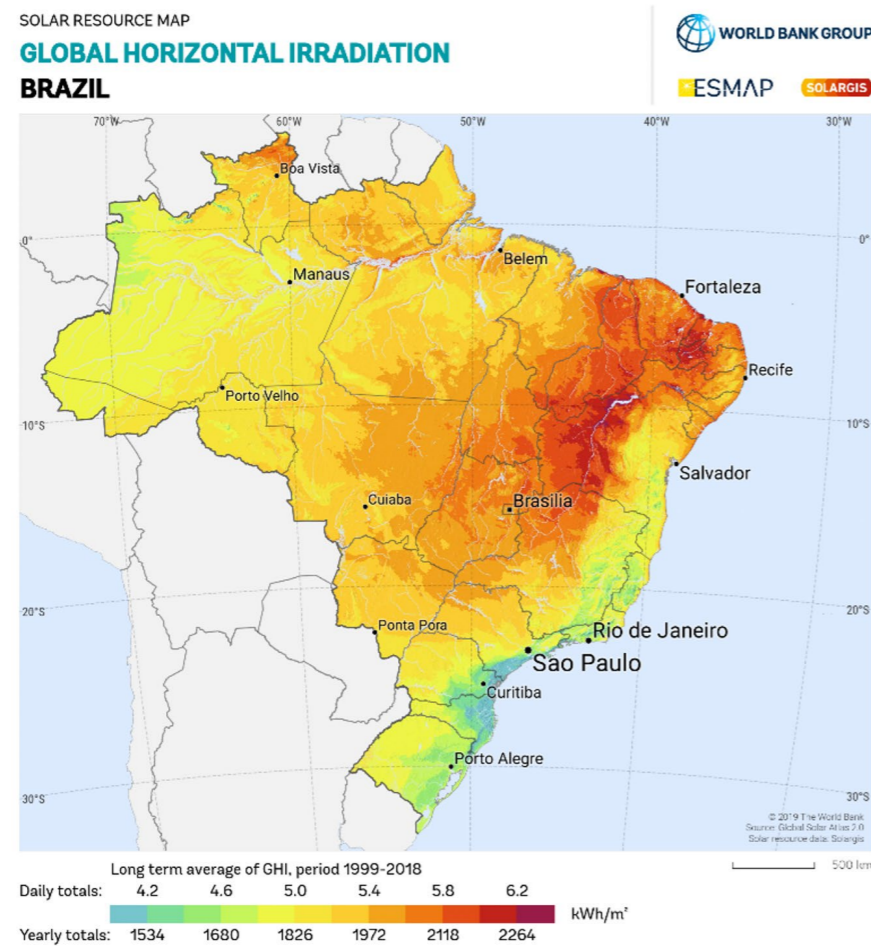 SOLAR RESOURCE MAP
GLOBAL HORIZONTAL IRRADIATION
BRAZIL
WORLD BANK GROUP
ESMAP
SOLARGIS
70°W
60°W
50°W
40°W
30°W
Boa Vista
0°
0°
Belem
Manaus
Fortaleza
Recife
Porto Velho
10°S
10°S
Salvador
Cuiaba
Brasilia
20°S
20°S
Ponta Pora
Rio de Janeiro
Sao Paulo
Curitiba
Porto Alegre
30°S
30°S
© 2019 The World Bank
Source: Global Solar Atlas 2.0
Solar resource data: Solargis
500 km
Long term average of GHI, period 1999-2018
Daily totals: 4.2 4.6 5.0 5.4 5.8 6.2
kWh/m²
Yearly totals: 1534 1680 1826 1972 2118 2264